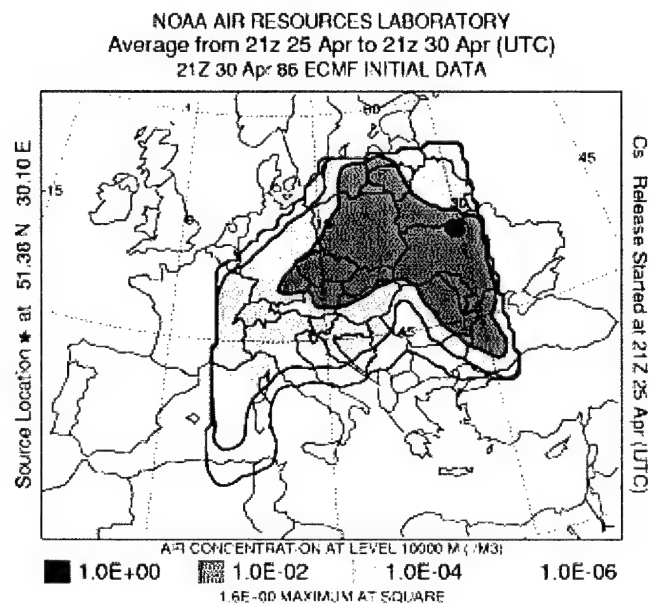 NOAA AIR RESOURCES LABORATORY
Average from 21z 25 Apr to 21z 30 Apr (UTC)
21Z 30 Apr 86 ECMF INITIAL DATA
Source Location ★ at 51.38 N 30.10 E
Cs Release Started at 21Z 25 Apr (UTC)
60
45
15
30
45
AIR CONCENTRATION AT LEVEL 10000 M ( /M3)
1.0E+00 1.0E-02 1.0E-04 1.0E-06
1.6E-00 MAXIMUM AT SQUARE